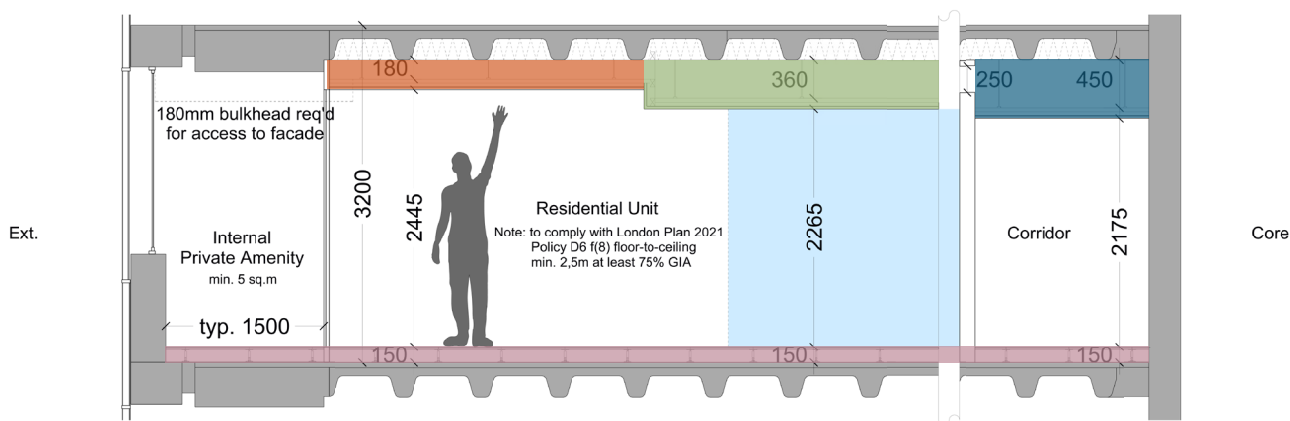 180
360
250
450
180mm bulkhead req'd
for access to facade
3200
2445
2265
2175
Residential Unit
Note: to comply with London Plan 2021
Policy D6 f(8) floor-to-ceiling
min. 2,5m at least 75% GIA
Ext.
Internal
Private Amenity
min. 5 sq.m
Corridor
Core
typ. 1500
150
150
150